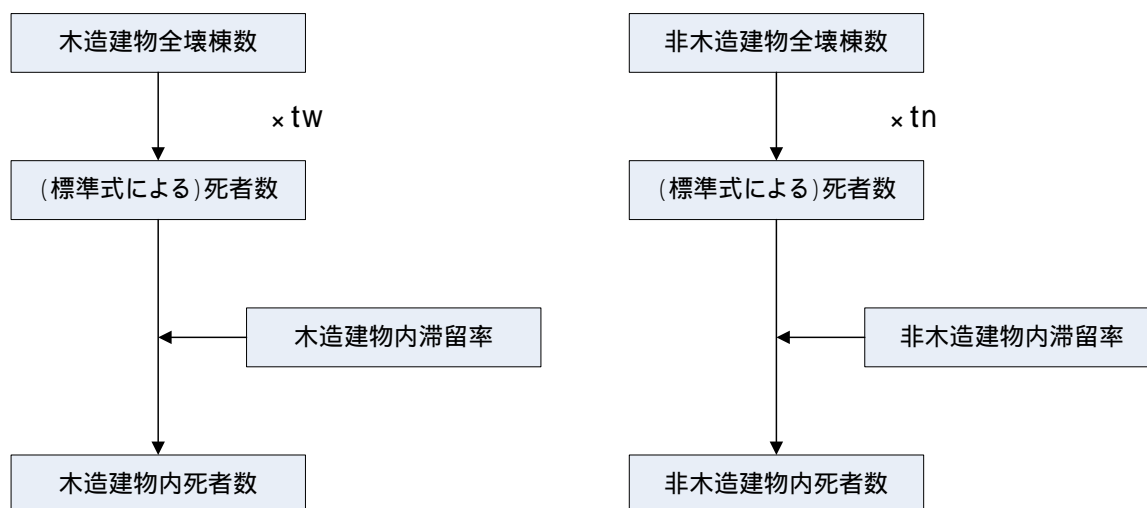 木造建物全壊棟数
×tw
(標準式による)死者数
木造建物内滞留率
木造建物内死者数
非木造建物全壊棟数
×tn
(標準式による)死者数
非木造建物内滞留率
非木造建物内死者数